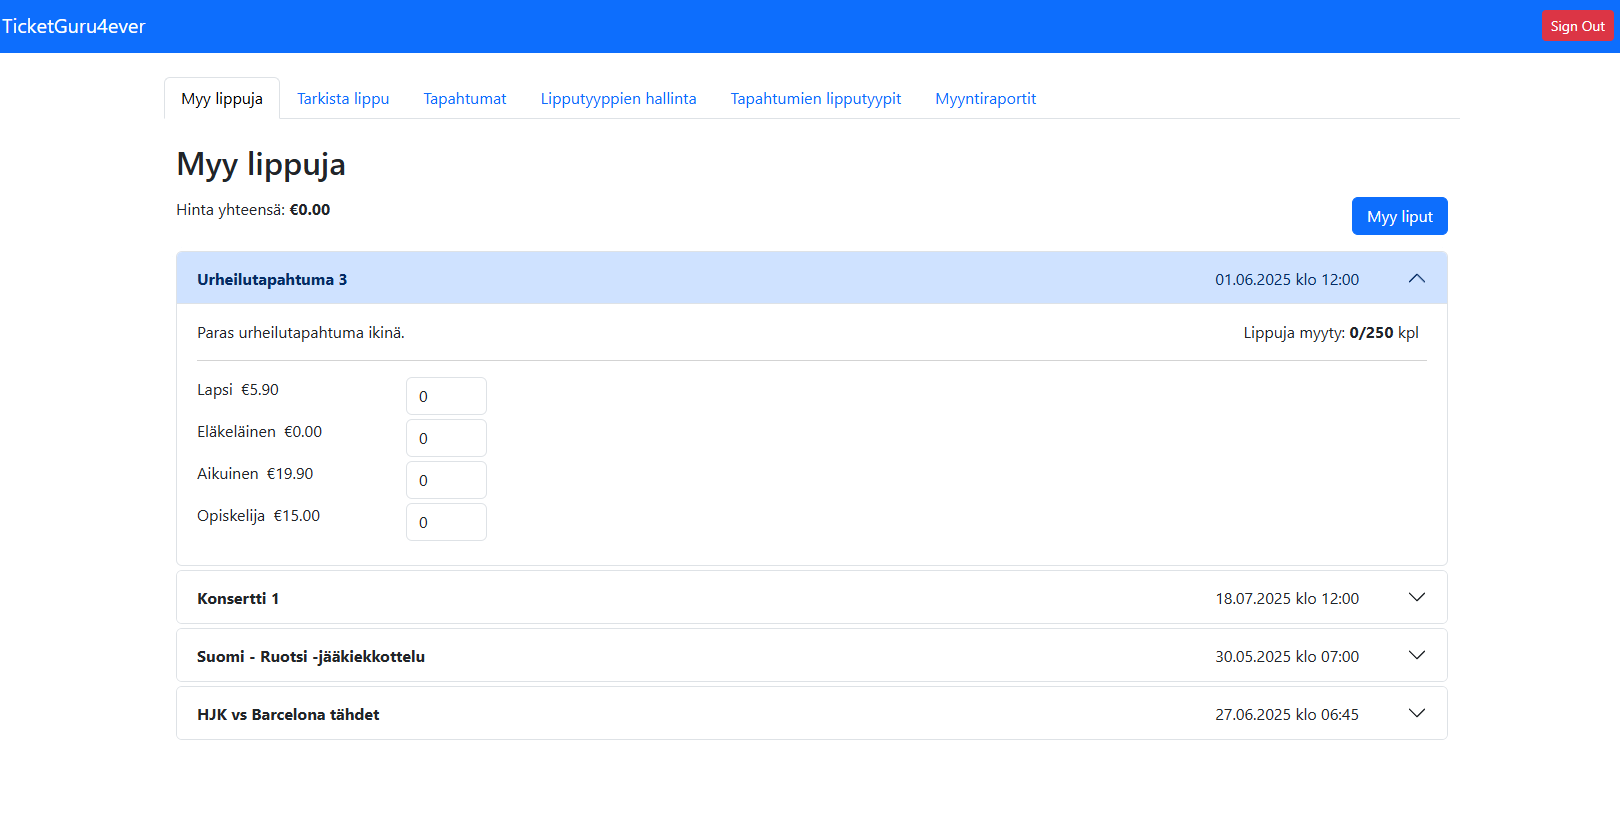 TicketGuru4ever
Sign Out
Myy lippuja Tarkista lippu Tapahtumat Lipputyyppien hallinta Tapahtumien lipputyypit Myyntiraportit
Myy lippuja
Hinta yhteensä: €0.00
Myy liput
Urheilutapahtuma 3 01.06.2025 klo 12:00
Paras urheilutapahtuma ikinä. Lippuja myyty: 0/250 kpl
Lapsi €5.90 0
Eläkeläinen €0.00 0
Aikuinen €19.90 0
Opiskelija €15.00 0
Konsertti 1 18.07.2025 klo 12:00
Suomi - Ruotsi -jääkiekkottelu 30.05.2025 klo 07:00
HJK vs Barcelona tähdet 27.06.2025 klo 06:45